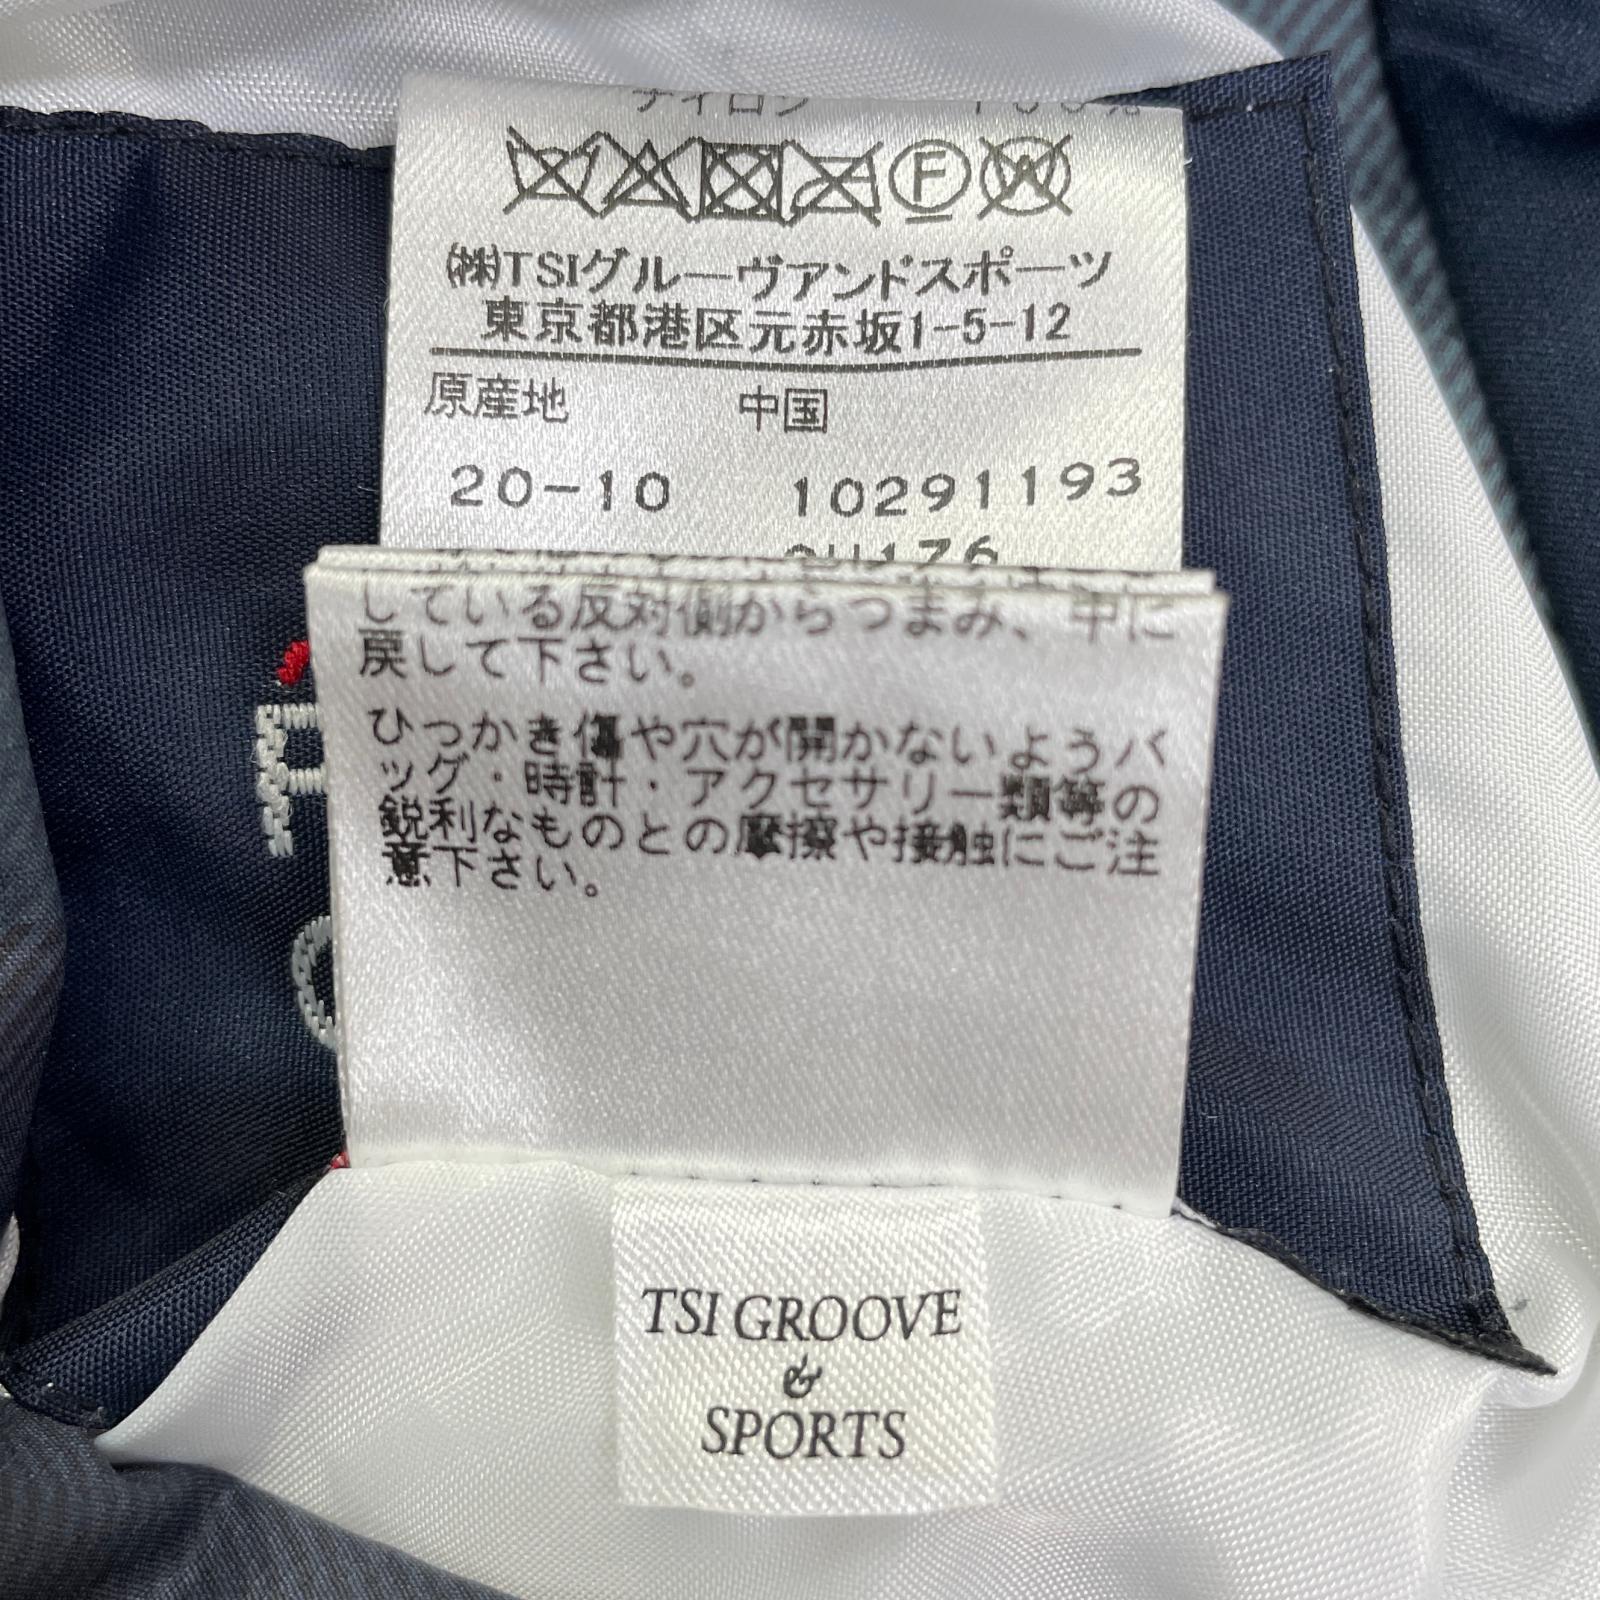 ナイロン 100%
F W
(株)TSIグルーヴアンドスポーツ
東京都港区元赤坂1-5-12
原産地 中国
20-10 10291193
している反対側からつまみ、中に
戻して下さい。
ひっかき傷や穴が開かないようバ
ッグ・時計・アクセサリー類等の
鋭利なものとの摩擦や接触にご注
意下さい。
TSI GROOVE
&
SPORTS